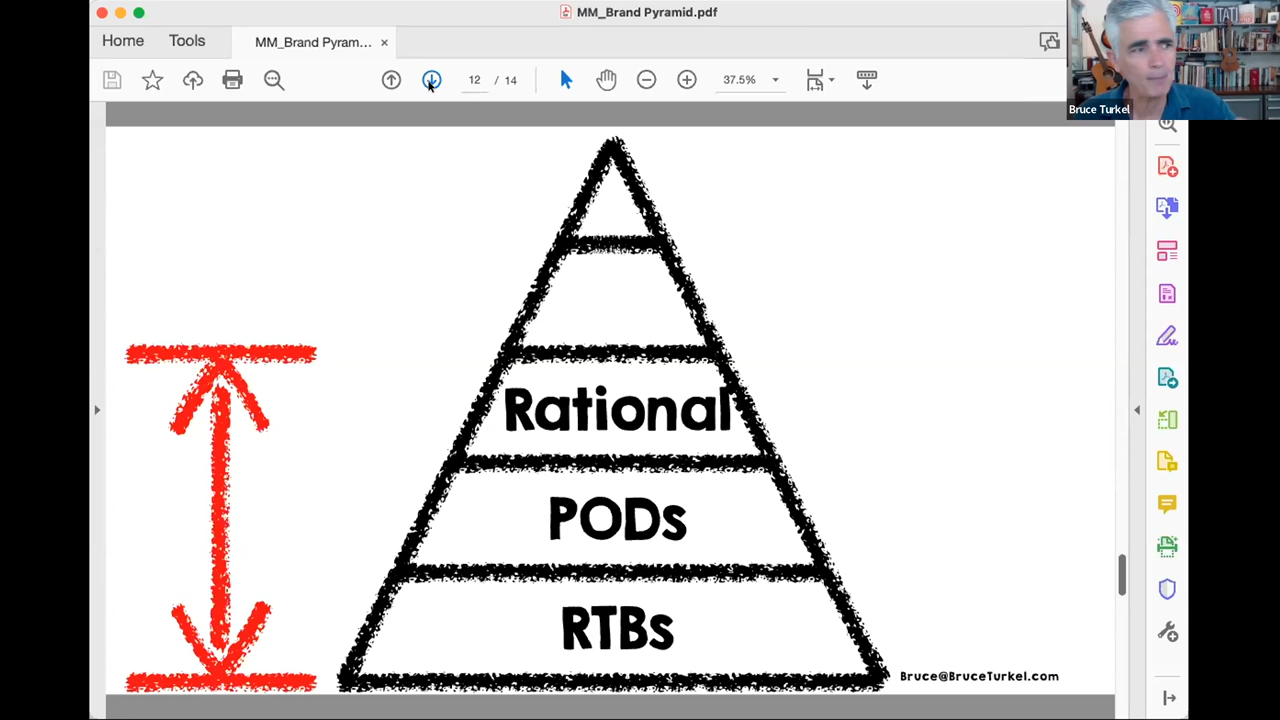 MM_Brand Pyramid.pdf
Home
Tools
MM_Brand Pyram...
12 / 14
37.5%
TATI
Bruce Turkel
Rational
PODs
RTBs
Bruce@BruceTurkel.com